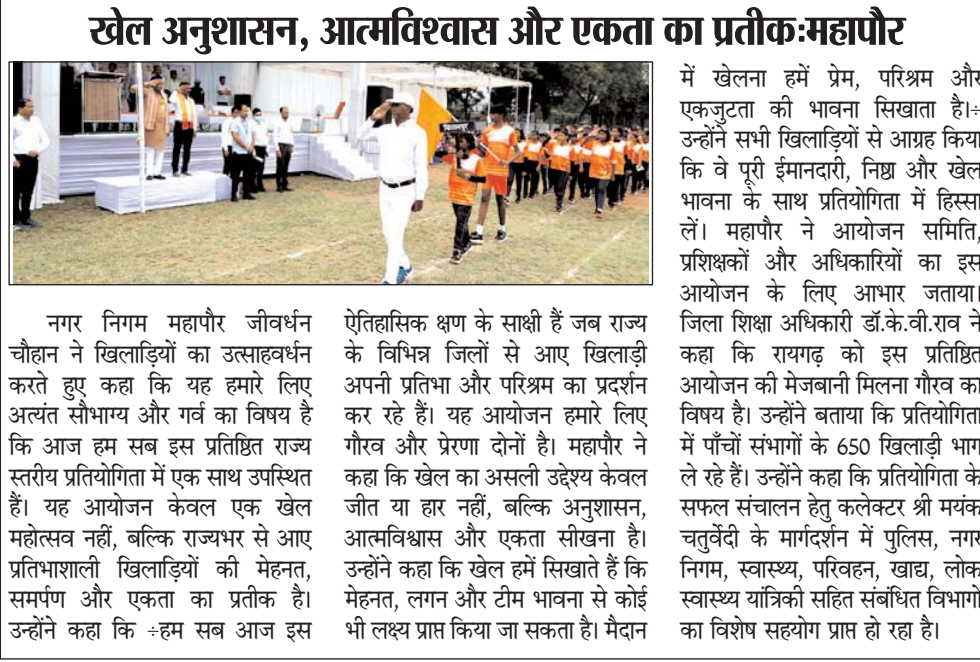 खेल अनुशासन, आत्मविश्वास और एकता का प्रतीकःमहापौर
नगर निगम महापौर जीवर्धन
चौहान ने खिलाड़ियों का उत्साहवर्धन
करते हुए कहा कि यह हमारे लिए
अत्यंत सौभाग्य और गर्व का विषय है
कि आज हम सब इस प्रतिष्ठित राज्य
स्तरीय प्रतियोगिता में एक साथ उपस्थित
हैं। यह आयोजन केवल एक खेल
महोत्सव नहीं, बल्कि राज्यभर से आए
प्रतिभाशाली खिलाड़ियों की मेहनत,
समर्पण और एकता का प्रतीक है।
उन्होंने कहा कि ÷हम सब आज इस
ऐतिहासिक क्षण के साक्षी हैं जब राज्य
के विभिन्न जिलों से आए खिलाड़ी
अपनी प्रतिभा और परिश्रम का प्रदर्शन
कर रहे हैं। यह आयोजन हमारे लिए
गौरव और प्रेरणा दोनों है। महापौर ने
कहा कि खेल का असली उद्देश्य केवल
जीत या हार नहीं, बल्कि अनुशासन,
आत्मविश्वास और एकता सीखना है।
उन्होंने कहा कि खेल हमें सिखाते हैं कि
मेहनत, लगन और टीम भावना से कोई
भी लक्ष्य प्राप्त किया जा सकता है। मैदान
में खेलना हमें प्रेम, परिश्रम और
एकजुटता की भावना सिखाता है।÷
उन्होंने सभी खिलाड़ियों से आग्रह किया
कि वे पूरी ईमानदारी, निष्ठा और खेल
भावना के साथ प्रतियोगिता में हिस्सा
लें। महापौर ने आयोजन समिति,
प्रशिक्षकों और अधिकारियों का इस
आयोजन के लिए आभार जताया।
जिला शिक्षा अधिकारी डॉ.के.वी.राव ने
कहा कि रायगढ़ को इस प्रतिष्ठित
आयोजन की मेजबानी मिलना गौरव का
विषय है। उन्होंने बताया कि प्रतियोगित
में पाँचों संभागों के 650 खिलाड़ी भाग
ले रहे हैं। उन्होंने कहा कि प्रतियोगिता के
सफल संचालन हेतु कलेक्टर श्री मयंक
चतुर्वेदी के मार्गदर्शन में पुलिस, नगर
निगम, स्वास्थ्य, परिवहन, खाद्य, लोक
स्वास्थ्य यांत्रिकी सहित संबंधित विभागों
का विशेष सहयोग प्राप्त हो रहा है।